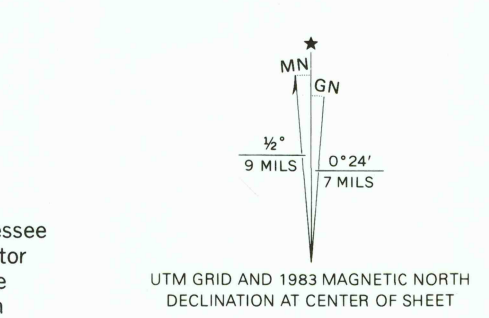 MN
GN
½°
9 MILS
0°24′
7 MILS
UTM GRID AND 1983 MAGNETIC NORTH
DECLINATION AT CENTER OF SHEET